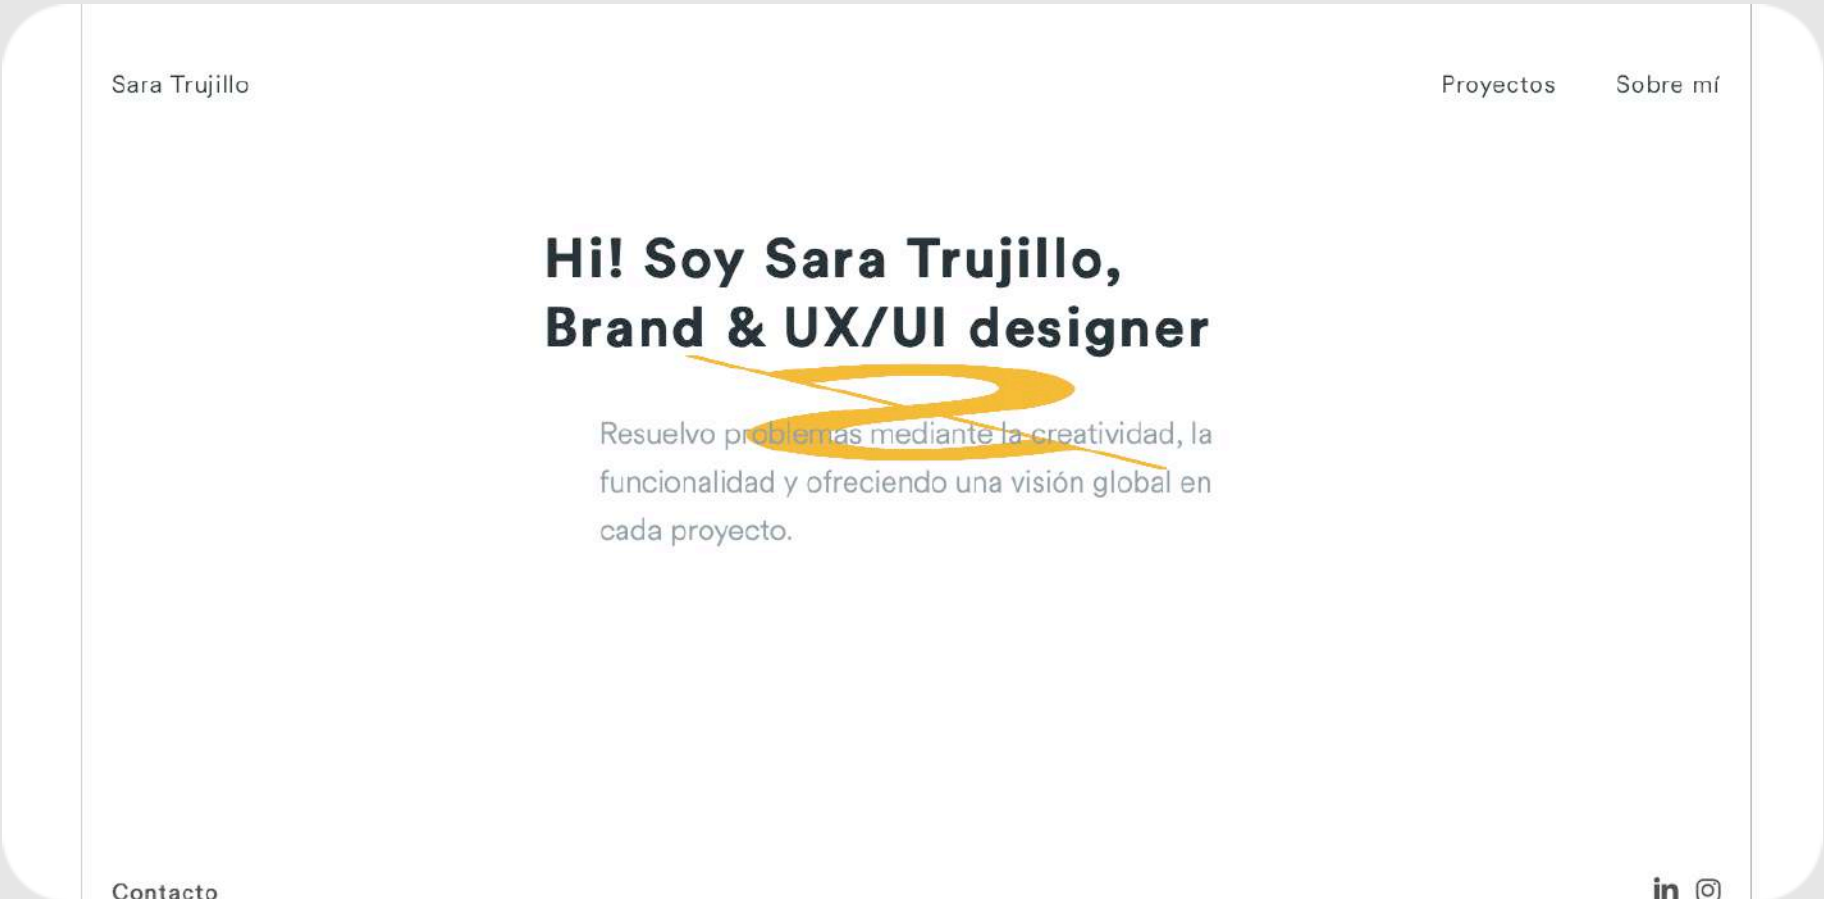 Sara Trujillo
Proyectos
Sobre mí
Hi! Soy Sara Trujillo,
Brand & UX/UI designer
Resuelvo problemas mediante la creatividad, la
funcionalidad y ofreciendo una visión global en
cada proyecto.
Contacto
in